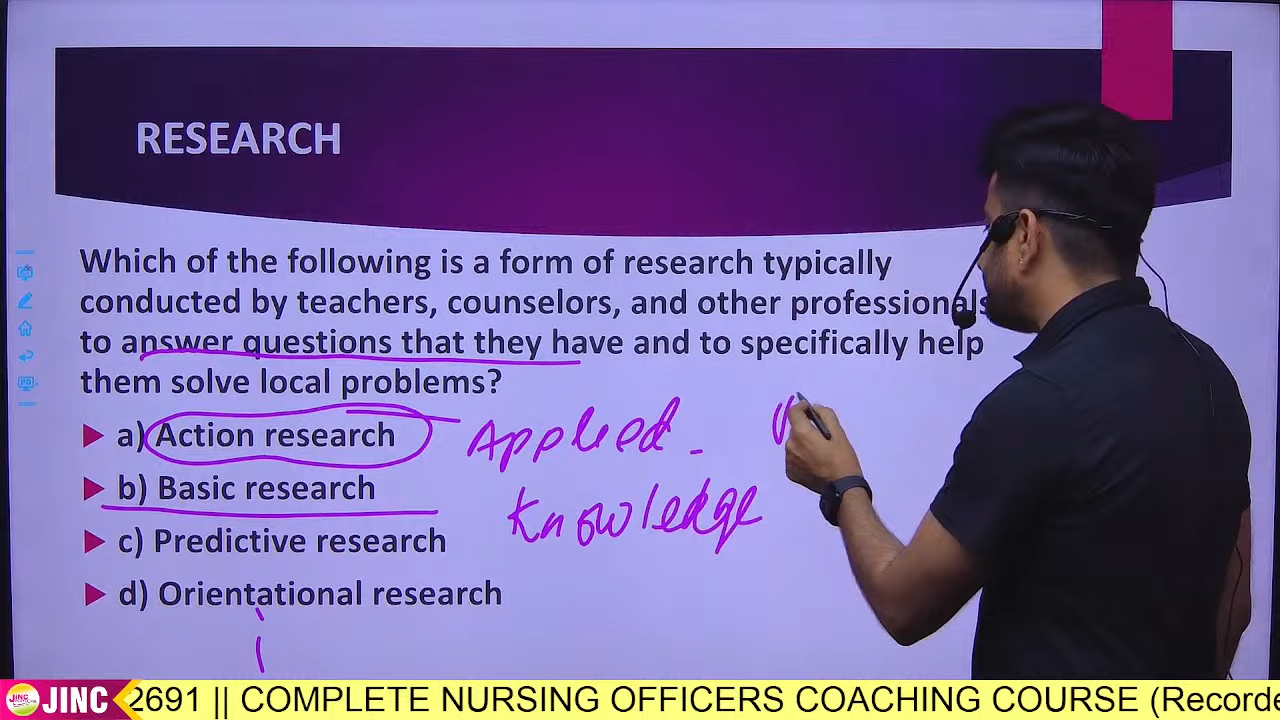 RESEARCH
Which of the following is a form of research typically
conducted by teachers, counselors, and other professionals
to answer questions that they have and to specifically help
them solve local problems?
a) Action research
Applied -
b) Basic research
Knowledge
c) Predictive research
d) Orientational research
JINC
2691 || COMPLETE NURSING OFFICERS COACHING COURSE (Recorde